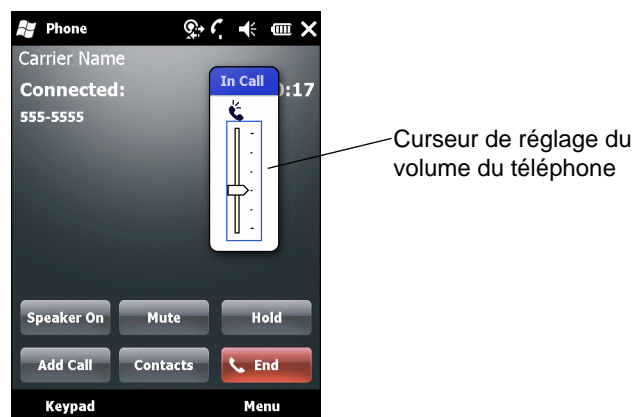 Phone
Carrier Name
In Call
Connected: :17
555-5555
Curseur de réglage du
volume du téléphone
Speaker On Mute Hold
Add Call Contacts End
Keypad Menu